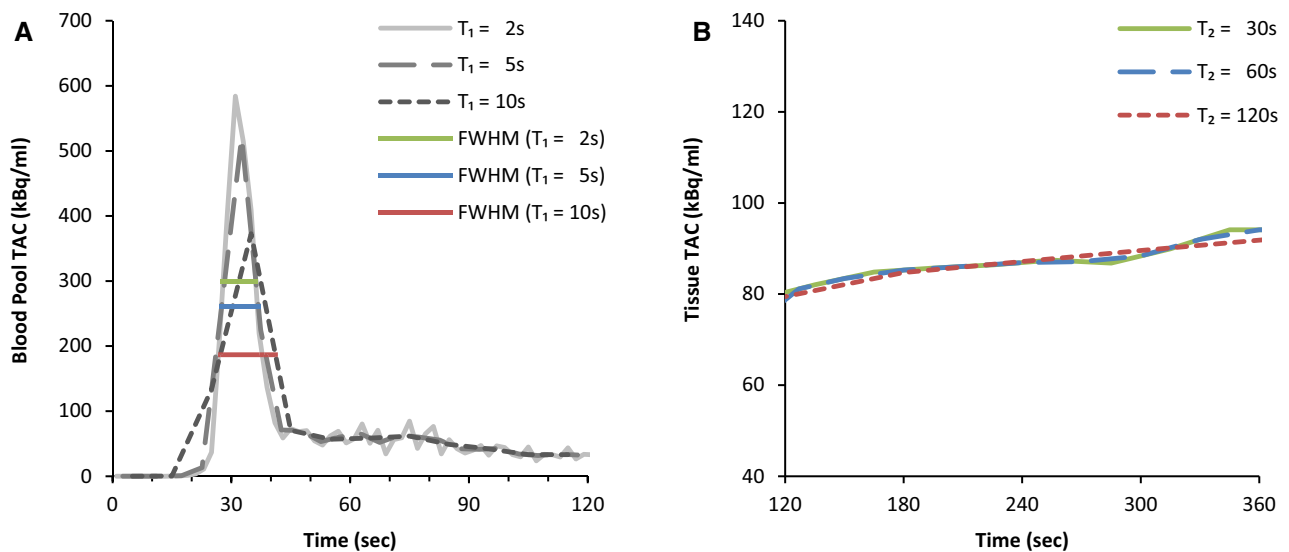 A
Blood Pool TAC (kBq/ml)
700
600
500
400
300
200
100
0
0 30 60 90 120
Time (sec)
T₁ = 2s
T₁ = 5s
T₁ = 10s
FWHM (T₁ = 2s)
FWHM (T₁ = 5s)
FWHM (T₁ = 10s)
B
Tissue TAC (kBq/ml)
140
120
100
80
60
40
120 180 240 300 360
Time (sec)
T₂ = 30s
T₂ = 60s
T₂ = 120s